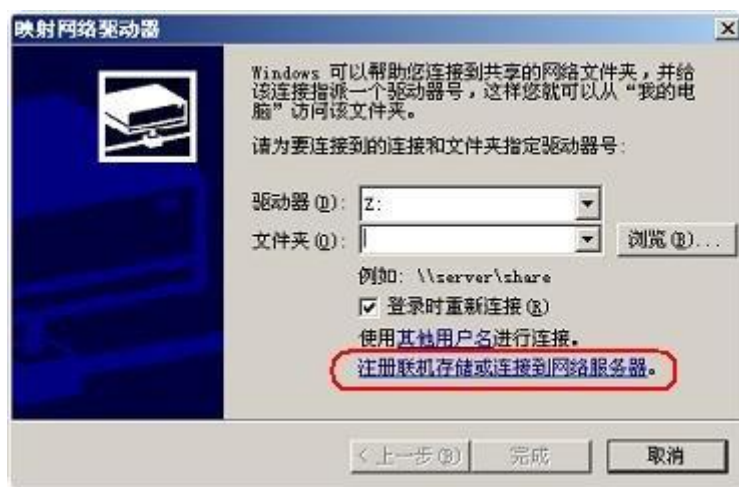 映射网络驱动器
Windows 可以帮助您连接到共享的网络文件夹，并给
该连接指派一个驱动器号，这样您就可以从“我的电
脑”访问该文件夹。
请为要连接到的连接和文件夹指定驱动器号:
驱动器(D): Z:
文件夹(O): 浏览(B)...
例如: \\server\share
登录时重新连接(R)
使用其他用户名进行连接。
注册联机存储或连接到网络服务器。
<上一步(B) 完成 取消